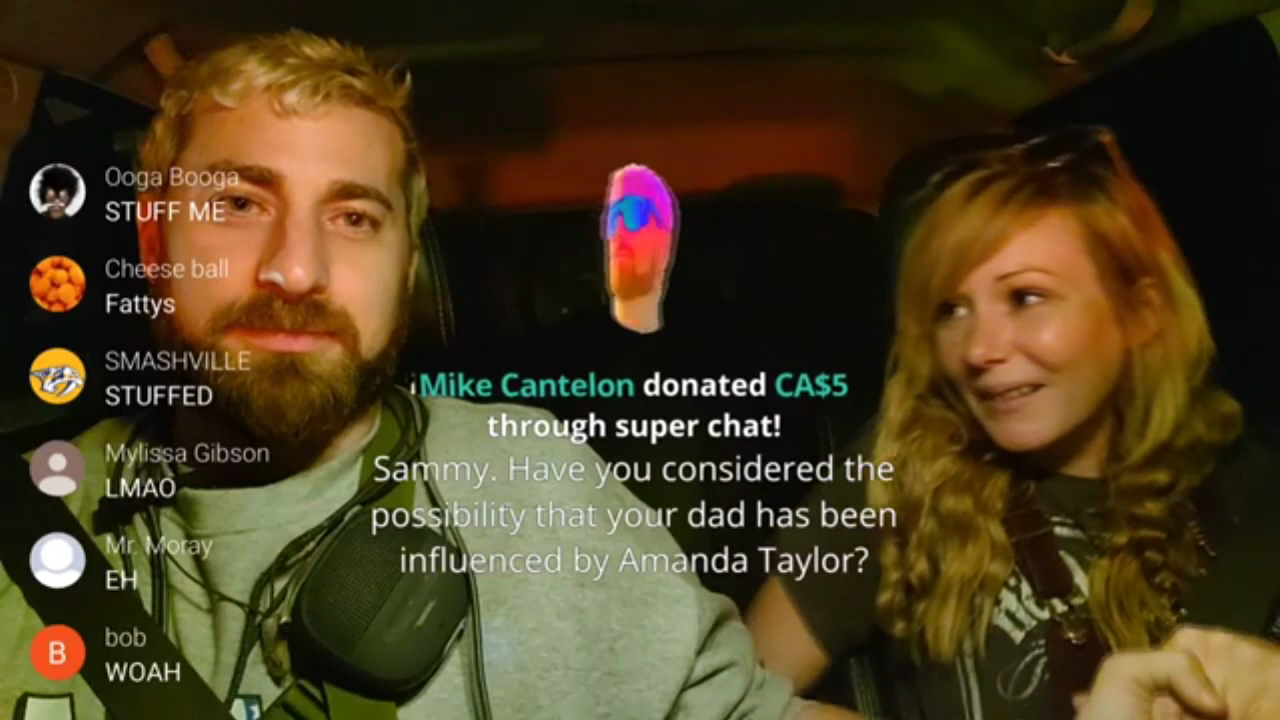 Ooga Booga
STUFF ME
Cheese ball
Fattys
SMASHVILLE
STUFFED
Mylissa Gibson
LMAO
Mr. Moray
EH
bob
B
WOAH
Mike Cantelon donated CA$5
through super chat!
Sammy. Have you considered the
possibility that your dad has been
influenced by Amanda Taylor?